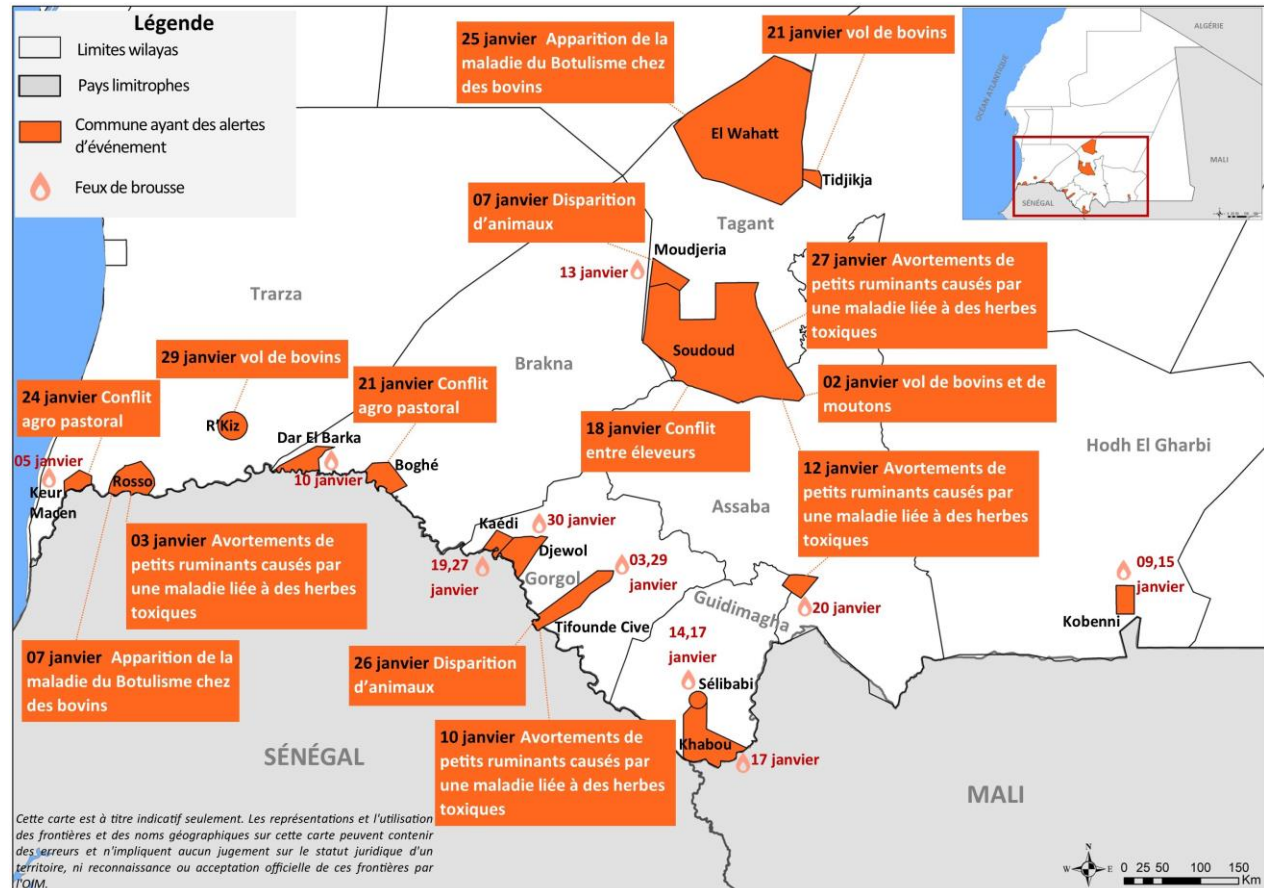 Légende
Limites wilayas
Pays limitrophes
Commune ayant des alertes
d'événement
Feux de brousse
25 janvier Apparition de la
maladie du Botulisme chez
des bovins
21 janvier vol de bovins
El Wahatt
Tidjikja
ALGÉRIE
OCÉAN ATLANTIQUE
MALI
SÉNÉGAL
07 janvier Disparition
d'animaux
Tagant
Moudjeria
13 janvier
27 janvier Avortements de
petits ruminants causés par
une maladie liée à des herbes
toxiques
Trarza
Soudoud
Brakna
29 janvier vol de bovins
21 janvier Conflit
agro pastoral
02 janvier vol de bovins et de
moutons
24 janvier Conflit
agro pastoral
R'Kiz
18 janvier Conflit
entre éleveurs
Hodh El Gharbi
Dar El Barka
Boghé
05 janvier
Keur
Macen
Rosso
10 janvier
12 janvier Avortements de
petits ruminants causés par
une maladie liée à des herbes
toxiques
Assaba
Kaédi
30 janvier
Djewol
03 janvier Avortements de
petits ruminants causés par
une maladie liée à des herbes
toxiques
19,27
janvier
Gorgol
03,29
janvier
09,15
janvier
Guidimagha
20 janvier
Kobenni
Tifounde Cive
14,17
janvier
07 janvier Apparition de la
maladie du Botulisme chez
des bovins
26 janvier Disparition
d'animaux
Sélibabi
10 janvier Avortements de
petits ruminants causés par
une maladie liée à des herbes
toxiques
Khabou
17 janvier
SÉNÉGAL
MALI
Cette carte est à titre indicatif seulement. Les représentations et l'utilisation
des frontières et des noms géographiques sur cette carte peuvent contenir
des erreurs et n'impliquent aucun jugement sur le statut juridique d'un
territoire, ni reconnaissance ou acceptation officielle de ces frontières par
l'OIM.
N
W E
S
0 25 50 100 150
Km